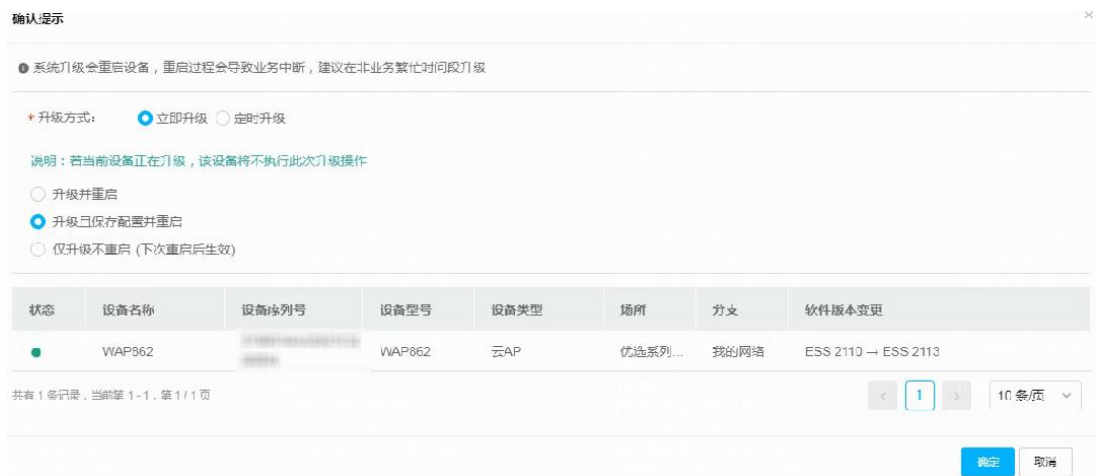 确认提示
系统升级会重启设备，重启过程会导致业务中断，建议在非业务繁忙时间段升级
* 升级方式： 立即升级 定时升级
说明：若当前设备正在升级，该设备将不执行此次升级操作
升级并重启
升级且保存配置并重启
仅升级不重启 (下次重启后生效)
状态 设备名称 设备序列号 设备型号 设备类型 场所 分支 软件版本变更
WAP862 WAP862 云AP 优选系列... 我的网络 ESS 2110 → ESS 2113
共有 1 条记录，当前第 1 - 1，第 1 / 1 页 < 1 > 10 条/页
确定 取消